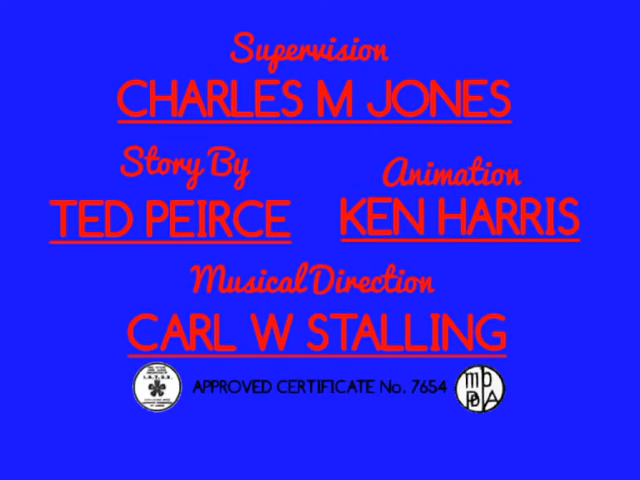 Supervision
CHARLES M JONES
Story By
TED PEIRCE
Animation
KEN HARRIS
Musical Direction
CARL W STALLING
APPROVED CERTIFICATE No. 7654